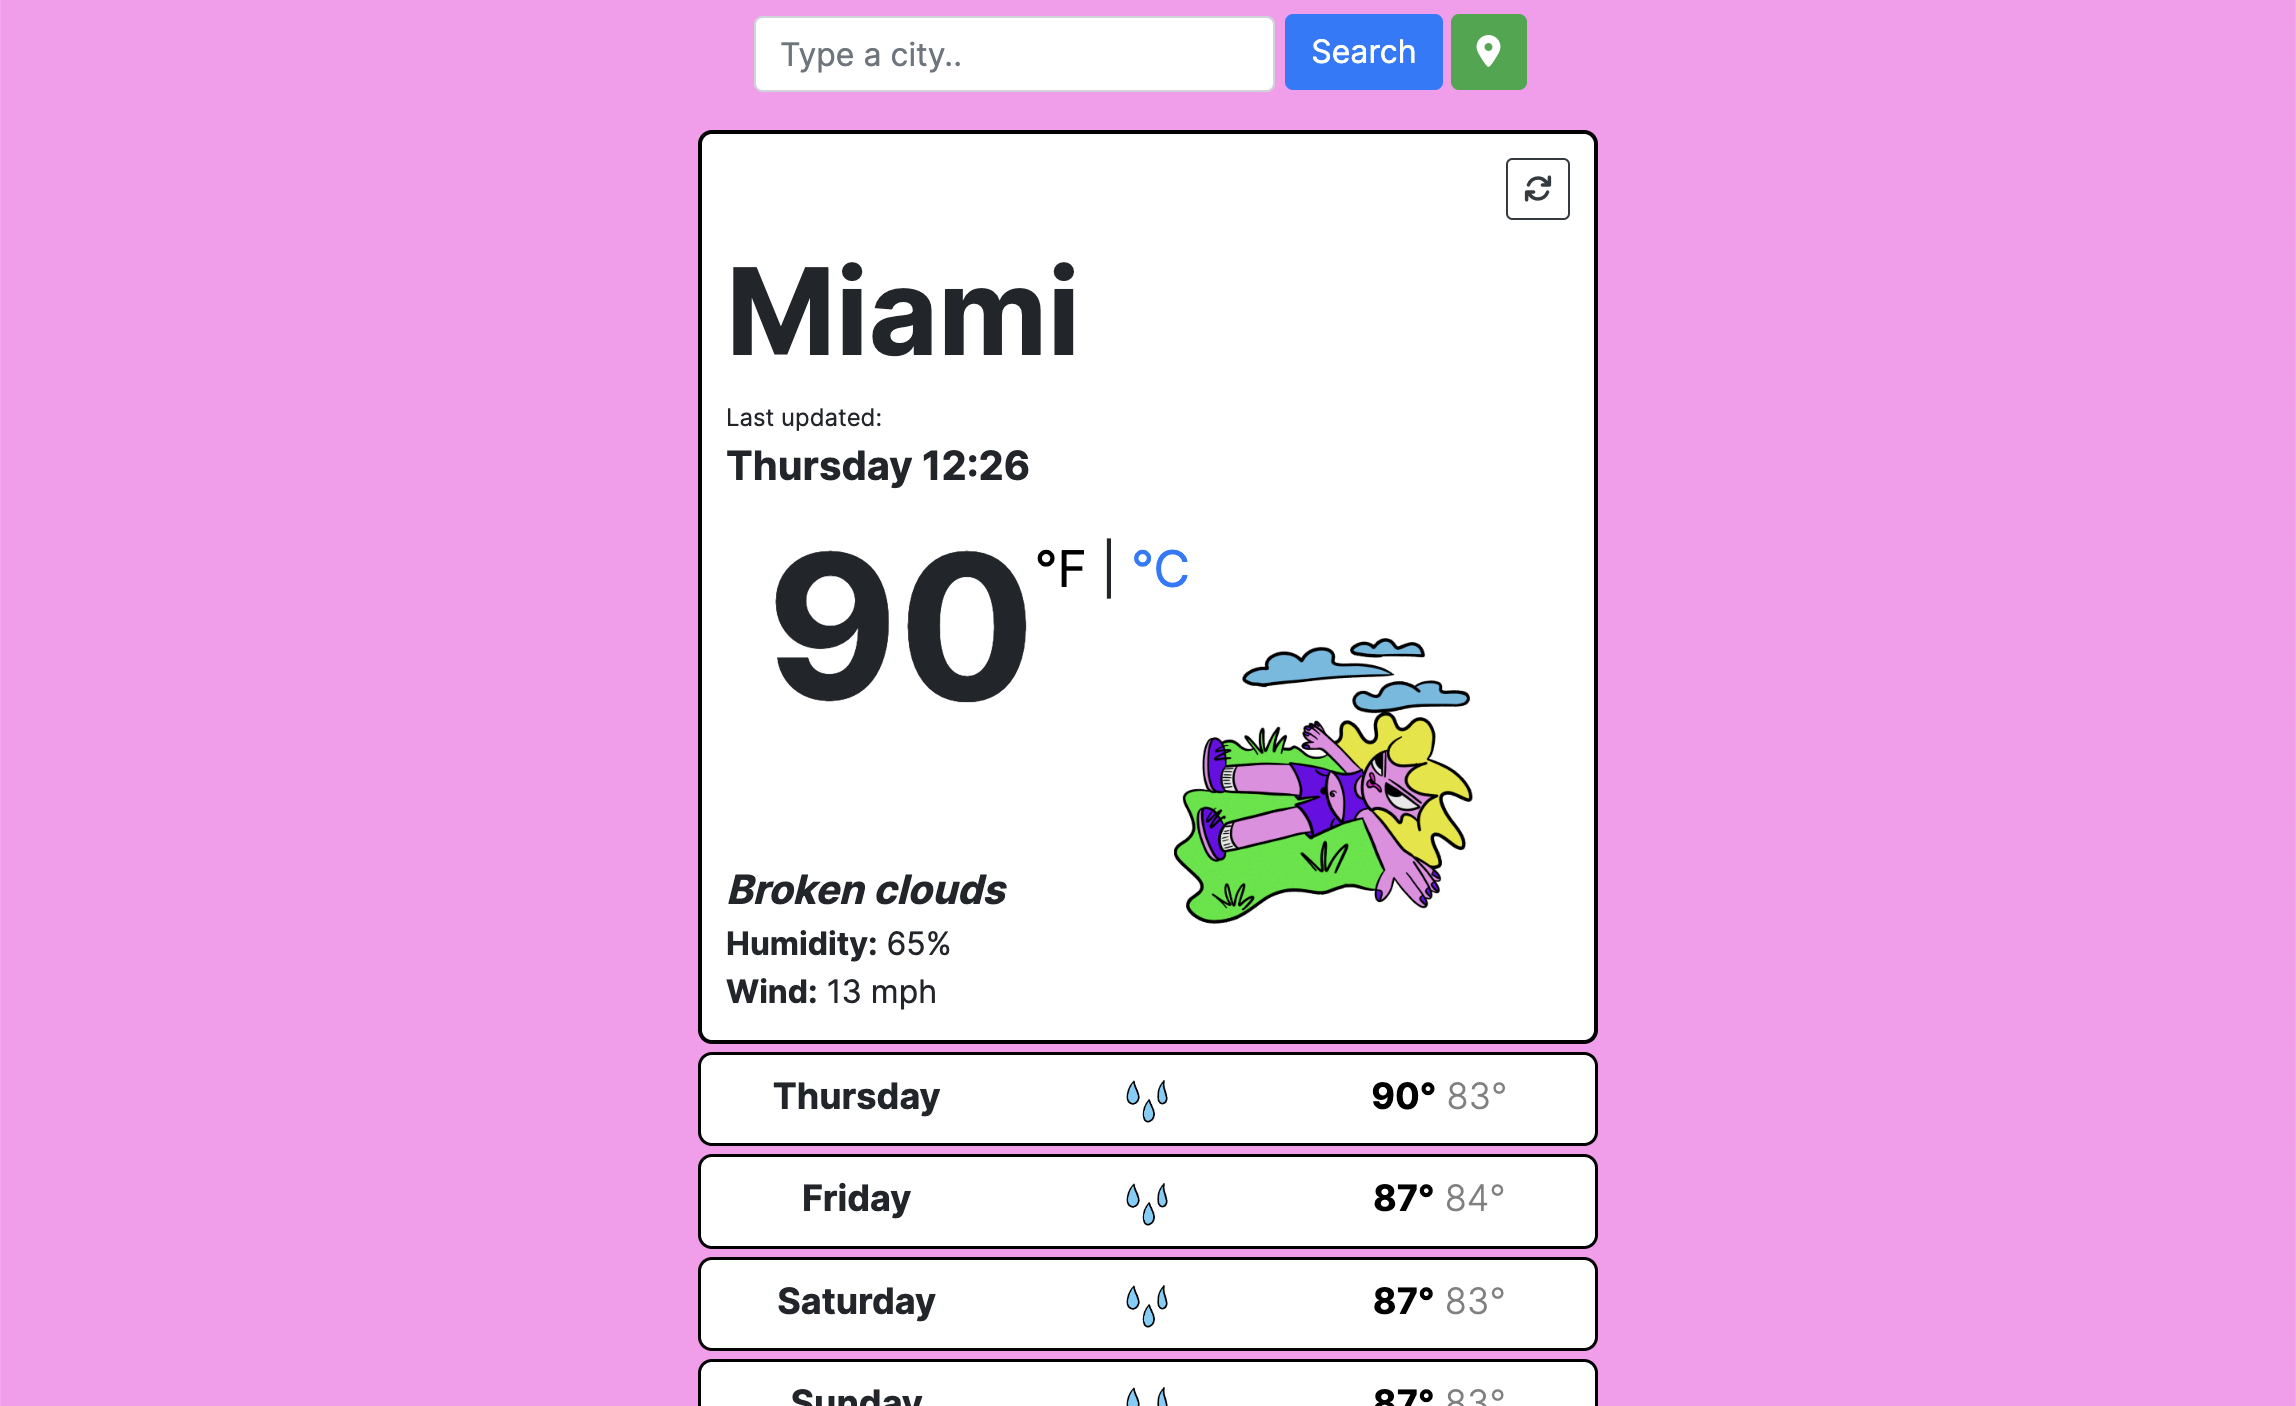 Type a city.. Search
Miami
Last updated:
Thursday 12:26
90 °F | °C
Broken clouds
Humidity: 65%
Wind: 13 mph
Thursday 90° 83°
Friday 87° 84°
Saturday 87° 83°
Sunday 87° 83°